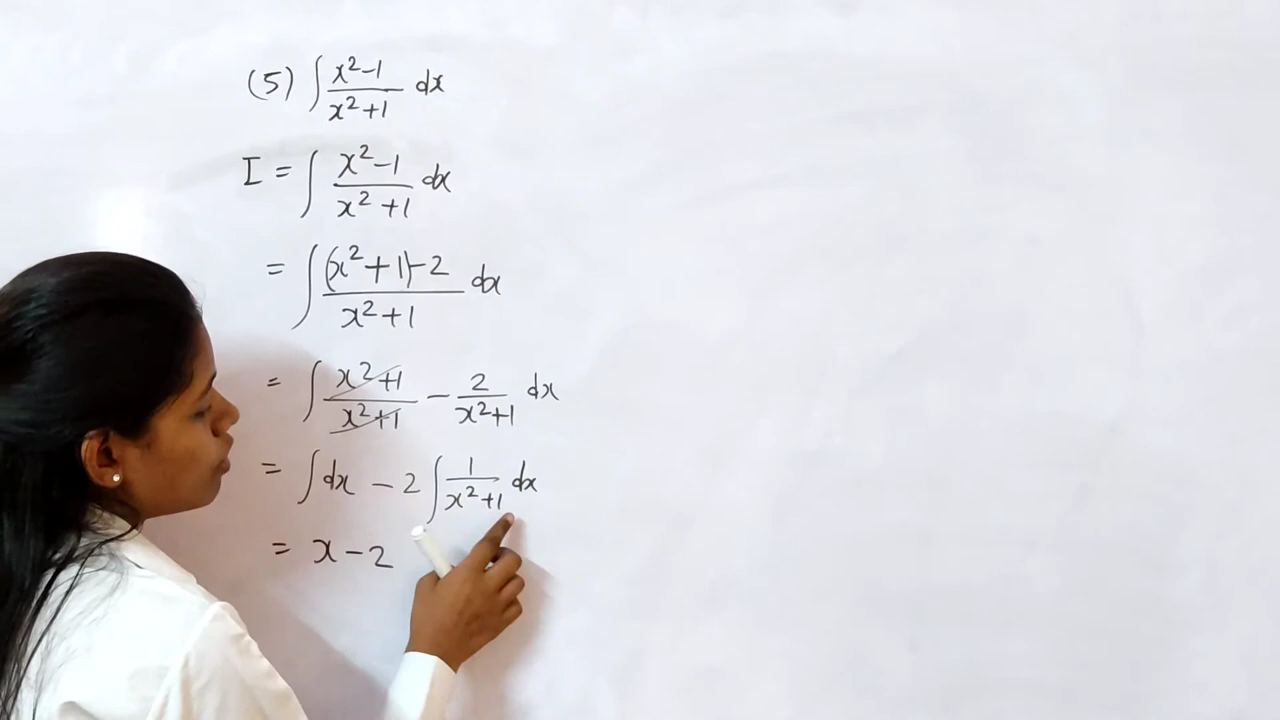 (5) ∫ x²-1 / x²+1 dx
I = ∫ x²-1 / x²+1 dx
= ∫ (x²+1)-2 / x²+1 dx
= ∫ x²+1 / x²+1 - 2 / x²+1 dx
= ∫ dx - 2 ∫ 1 / x²+1 dx
= x-2